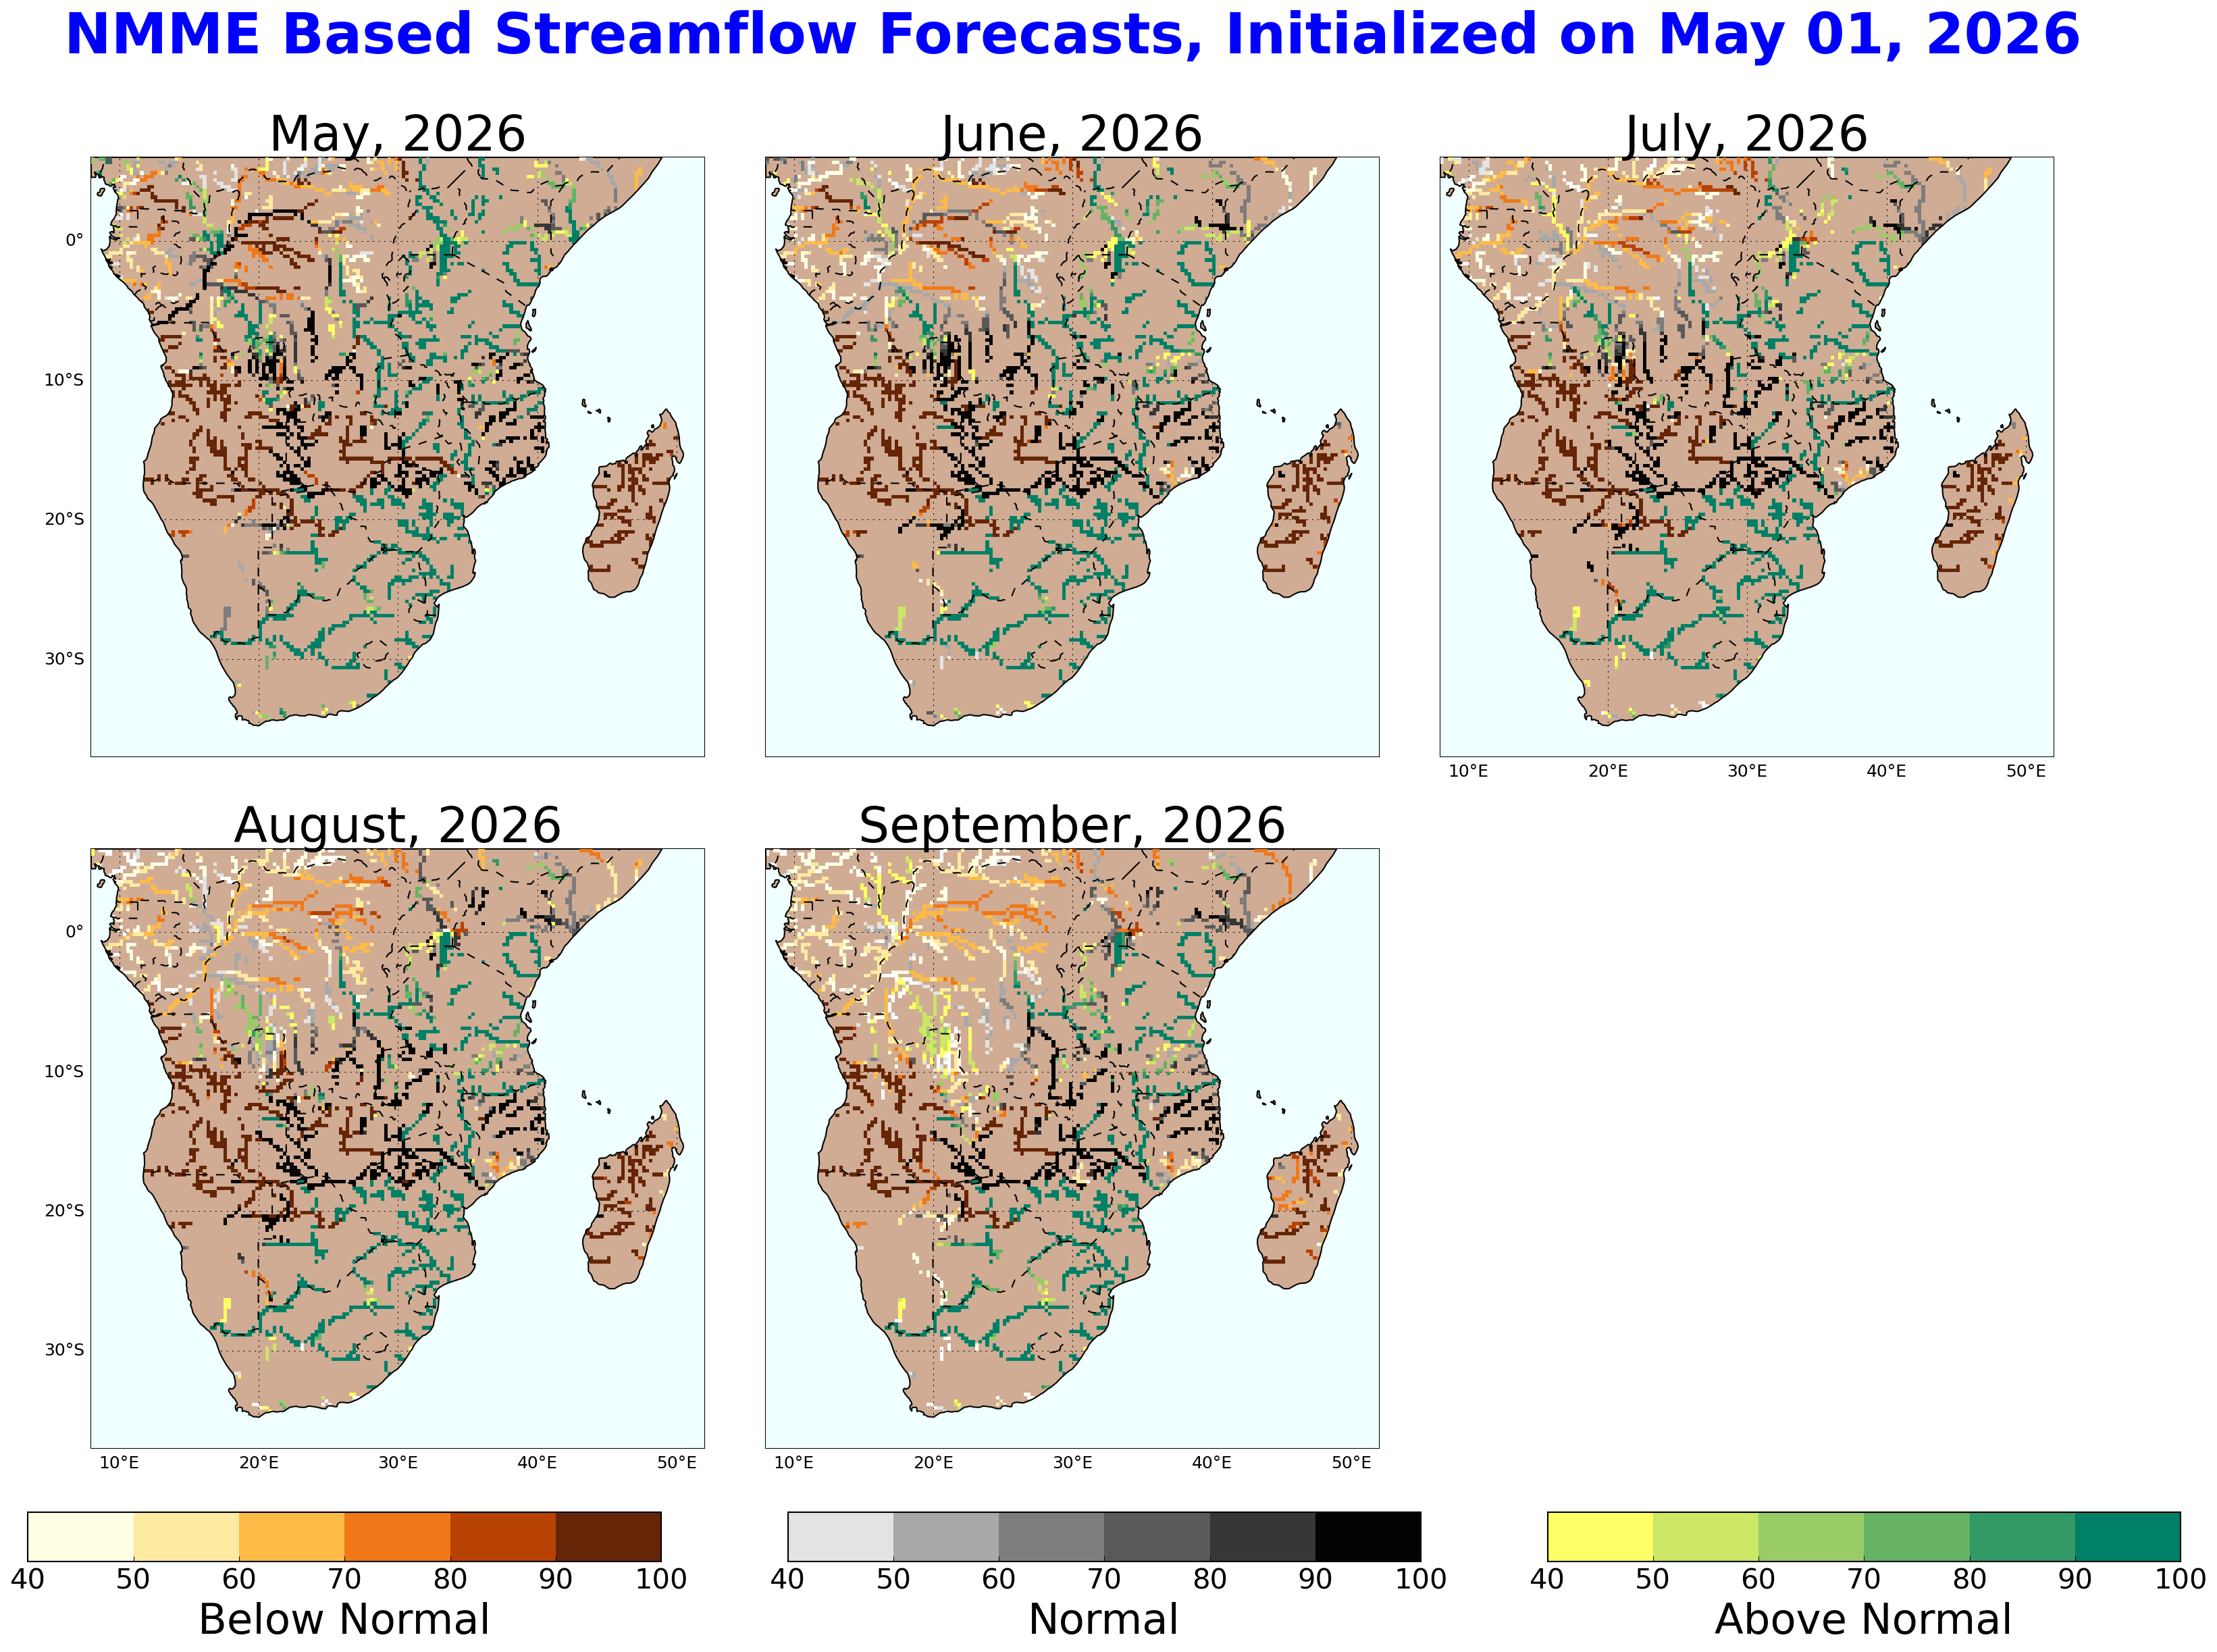 NMME Based Streamflow Forecasts, Initialized on May 01, 2026
May, 2026
June, 2026
July, 2026
0°
10°S
20°S
30°S
10°E 20°E 30°E 40°E 50°E
August, 2026
September, 2026
0°
10°S
20°S
30°S
10°E 20°E 30°E 40°E 50°E
10°E 20°E 30°E 40°E 50°E
40 50 60 70 80 90 100
Below Normal
40 50 60 70 80 90 100
Normal
40 50 60 70 80 90 100
Above Normal